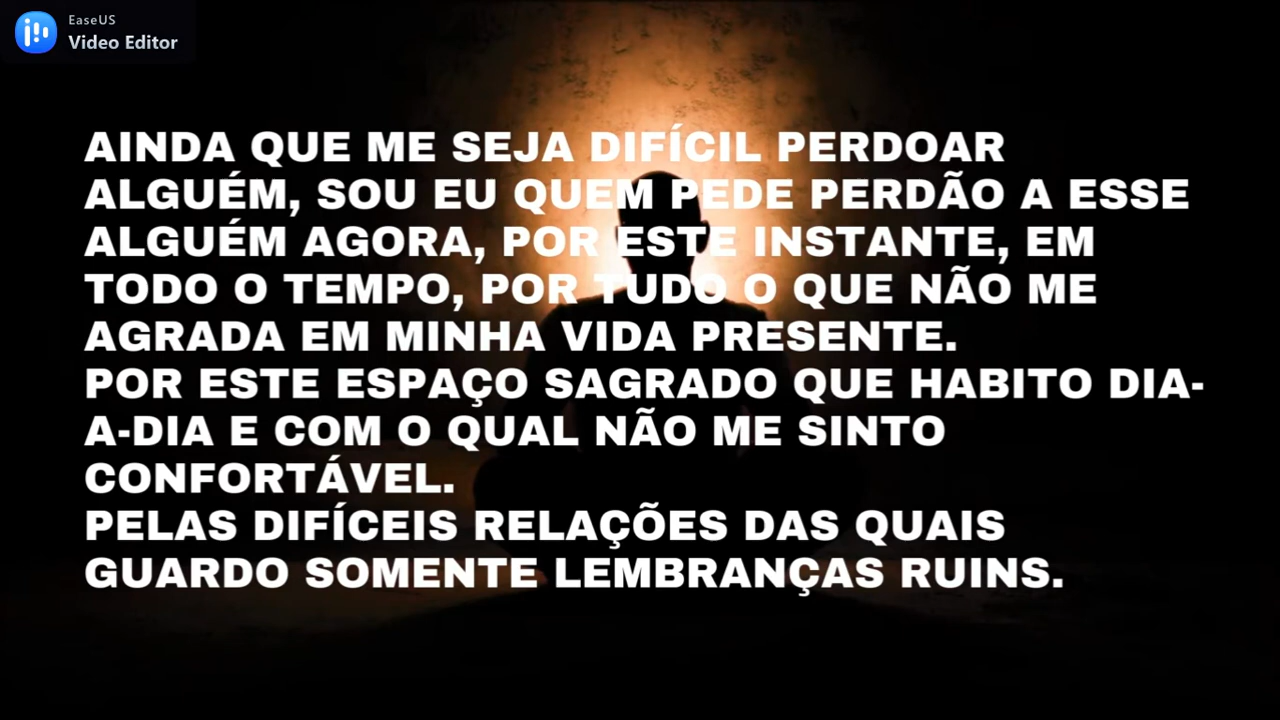 EaseUS
Video Editor
AINDA QUE ME SEJA DIFÍCIL PERDOAR
ALGUÉM, SOU EU QUEM PEDE PERDÃO A ESSE
ALGUÉM AGORA, POR ESTE INSTANTE, EM
TODO O TEMPO, POR TUDO O QUE NÃO ME
AGRADA EM MINHA VIDA PRESENTE.
POR ESTE ESPAÇO SAGRADO QUE HABITO DIA-
A-DIA E COM O QUAL NÃO ME SINTO
CONFORTÁVEL.
PELAS DIFÍCEIS RELAÇÕES DAS QUAIS
GUARDO SOMENTE LEMBRANÇAS RUINS.